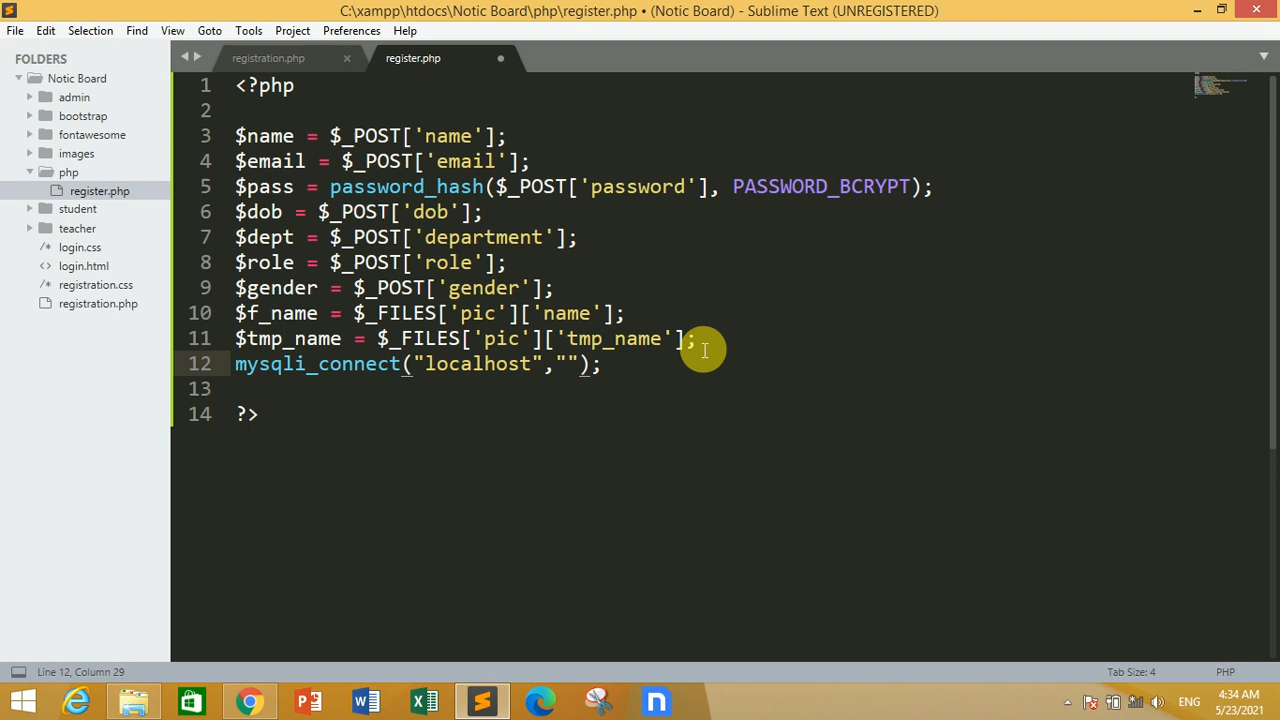 C:\xampp\htdocs\Notic Board\php\register.php • (Notic Board) - Sublime Text (UNREGISTERED)
File Edit Selection Find View Goto Tools Project Preferences Help
FOLDERS
Notic Board
admin
bootstrap
fontawesome
images
php
register.php
student
teacher
/* login.css
<> login.html
/* registration.css
registration.php
registration.php ×
register.php
1 <?php
2
3 $name = $_POST['name'];
4 $email = $_POST['email'];
5 $pass = password_hash($_POST['password'], PASSWORD_BCRYPT);
6 $dob = $_POST['dob'];
7 $dept = $_POST['department'];
8 $role = $_POST['role'];
9 $gender = $_POST['gender'];
10 $f_name = $_FILES['pic']['name'];
11 $tmp_name = $_FILES['pic']['tmp_name'];
12 mysqli_connect("localhost","");
13
14 ?>
Line 12, Column 29
Tab Size: 4
PHP
ENG
4:34 AM
5/23/2021